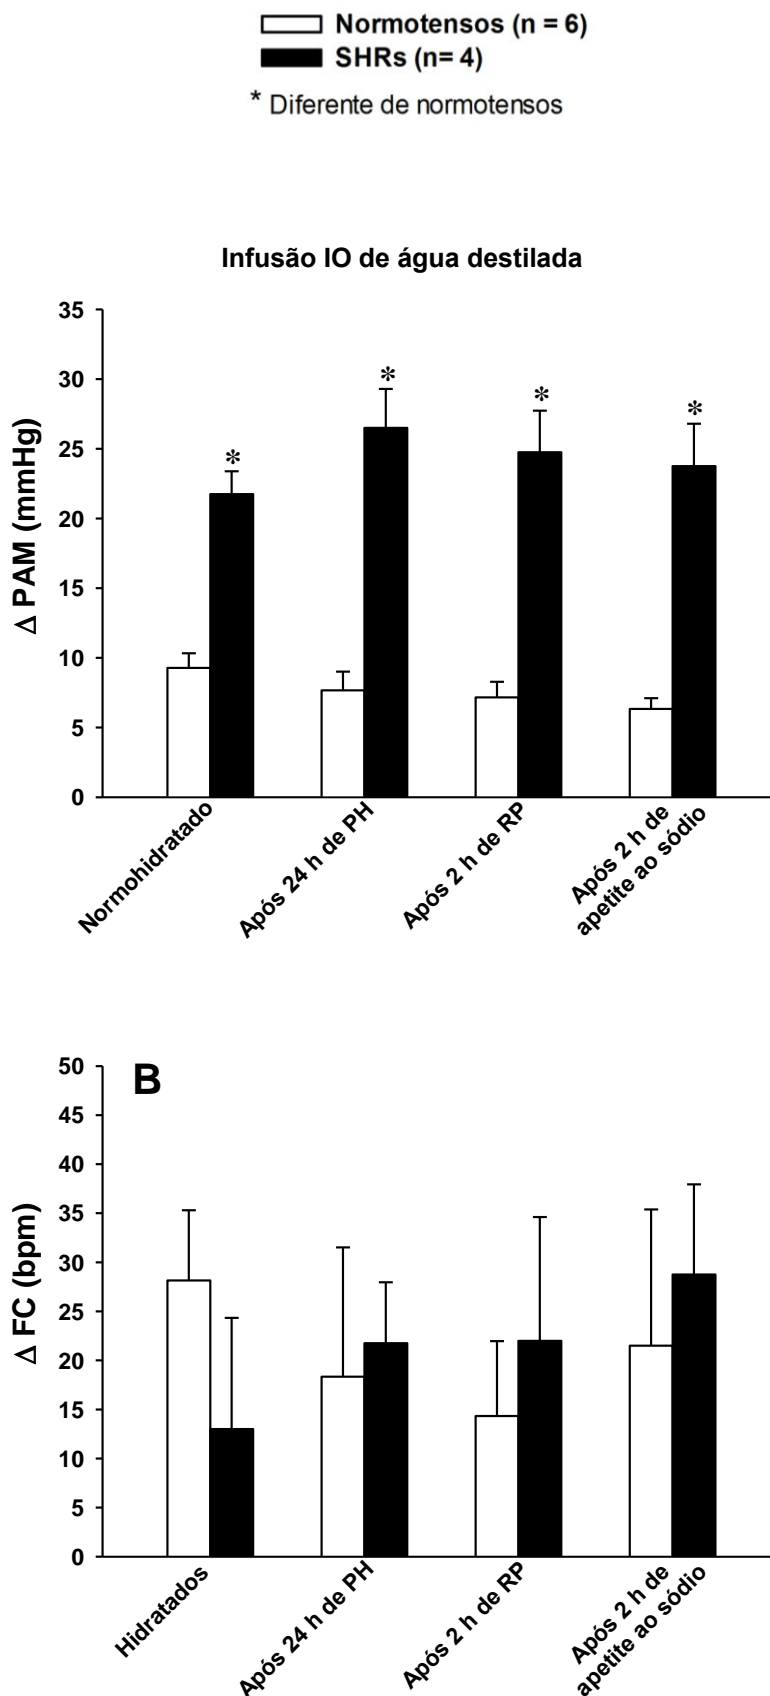 Normotensos (n = 6)
SHRs (n= 4)
* Diferente de normotensos
Infusão IO de água destilada
Δ PAM (mmHg)
35
30
25
20
15
10
5
0
*
*
*
*
Normohidratado
Após 24 h de PH
Após 2 h de RP
Após 2 h de
apetite ao sódio
B
Δ FC (bpm)
50
45
40
35
30
25
20
15
10
5
0
Hidratados
Após 24 h de PH
Após 2 h de RP
Após 2 h de
apetite ao sódio